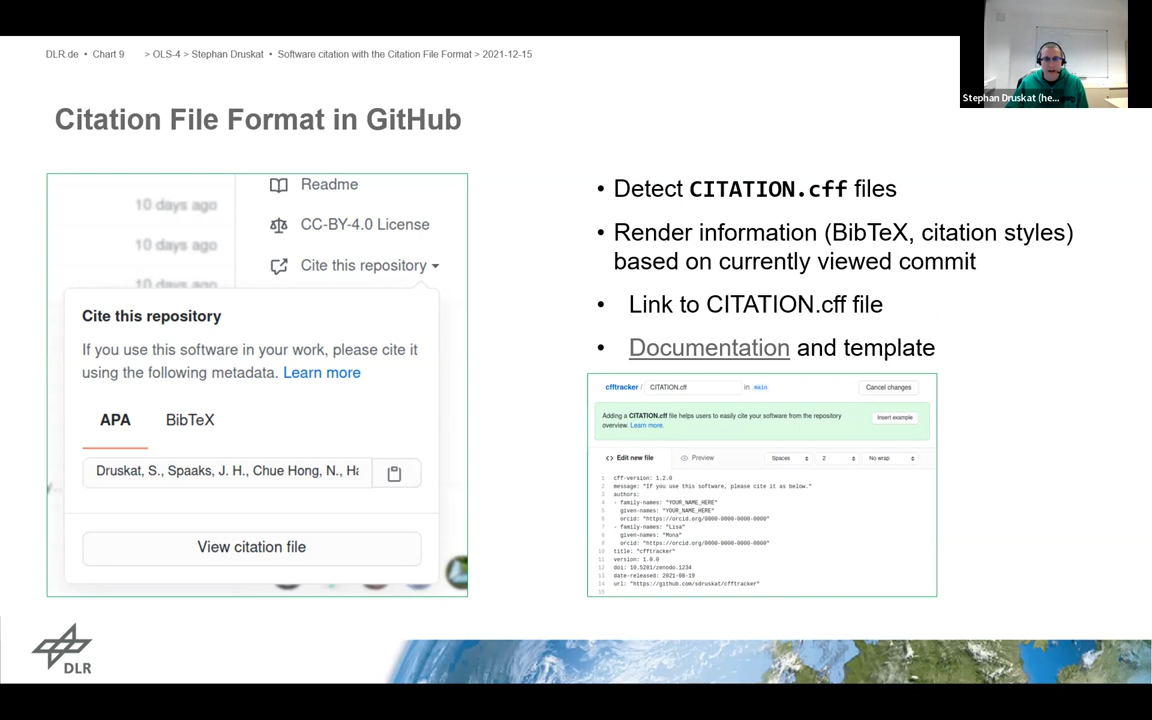 DLR.de • Chart 9 > OLS-4 > Stephan Druskat • Software citation with the Citation File Format > 2021-12-15
Stephan Druskat (he...
Citation File Format in GitHub
10 days ago
Readme
10 days ago
CC-BY-4.0 License
10 days ago
Cite this repository
Cite this repository
If you use this software in your work, please cite it
using the following metadata. Learn more
APA BibTeX
Druskat, S., Spaaks, J. H., Chue Hong, N., Ha
View citation file
• Detect CITATION.cff files
• Render information (BibTeX, citation styles)
based on currently viewed commit
• Link to CITATION.cff file
• Documentation and template
cfftracker / CITATION.cff in main Cancel changes
Adding a CITATION.cff file helps users to easily cite your software from the repository
overview. Learn more.
Insert example
<> Edit new file Preview Spaces 2 No wrap
1 cff-version: 1.2.0
2 message: "If you use this software, please cite it as below."
3 authors:
4 - family-names: "YOUR_NAME_HERE"
5 given-names: "YOUR_NAME_HERE"
6 orcid: "https://orcid.org/0000-0000-0000-0000"
7 - family-names: "Lisa"
8 given-names: "Mona"
9 orcid: "https://orcid.org/0000-0000-0000-0000"
10 title: "cfftracker"
11 version: 1.0.0
12 doi: 10.5281/zenodo.1234
13 date-released: 2021-08-19
14 url: "https://github.com/sdruskat/cfftracker"
15
DLR